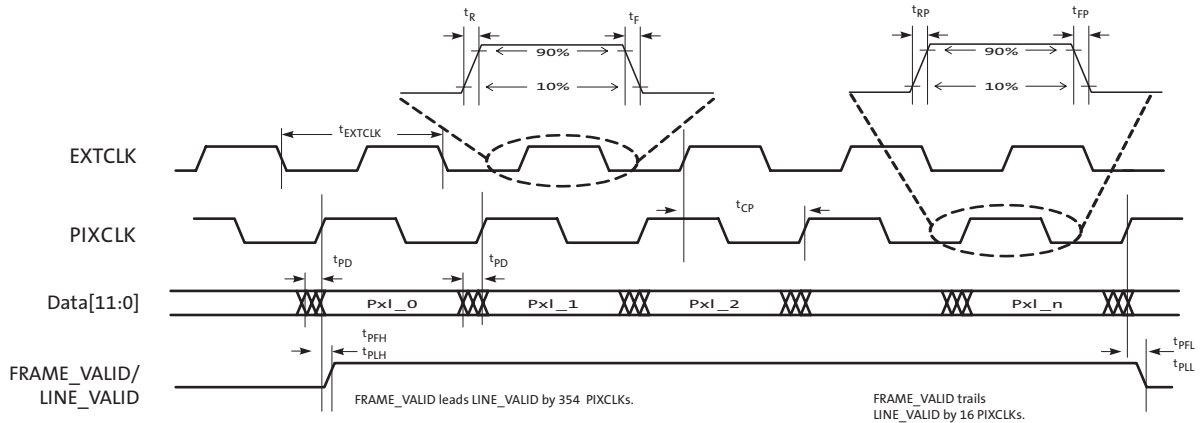 tR
tF
tRP
tFP
90%
10%
90%
10%
tEXTCLK
EXTCLK
tCP
PIXCLK
tPD
tPD
Data[11:0]
Pxl_0
Pxl_1
Pxl_2
Pxl_n
tPFH
tPLH
tPFL
tPLL
FRAME_VALID/
LINE_VALID
FRAME_VALID leads LINE_VALID by 354 PIXCLKs.
FRAME_VALID trails
LINE_VALID by 16 PIXCLKs.